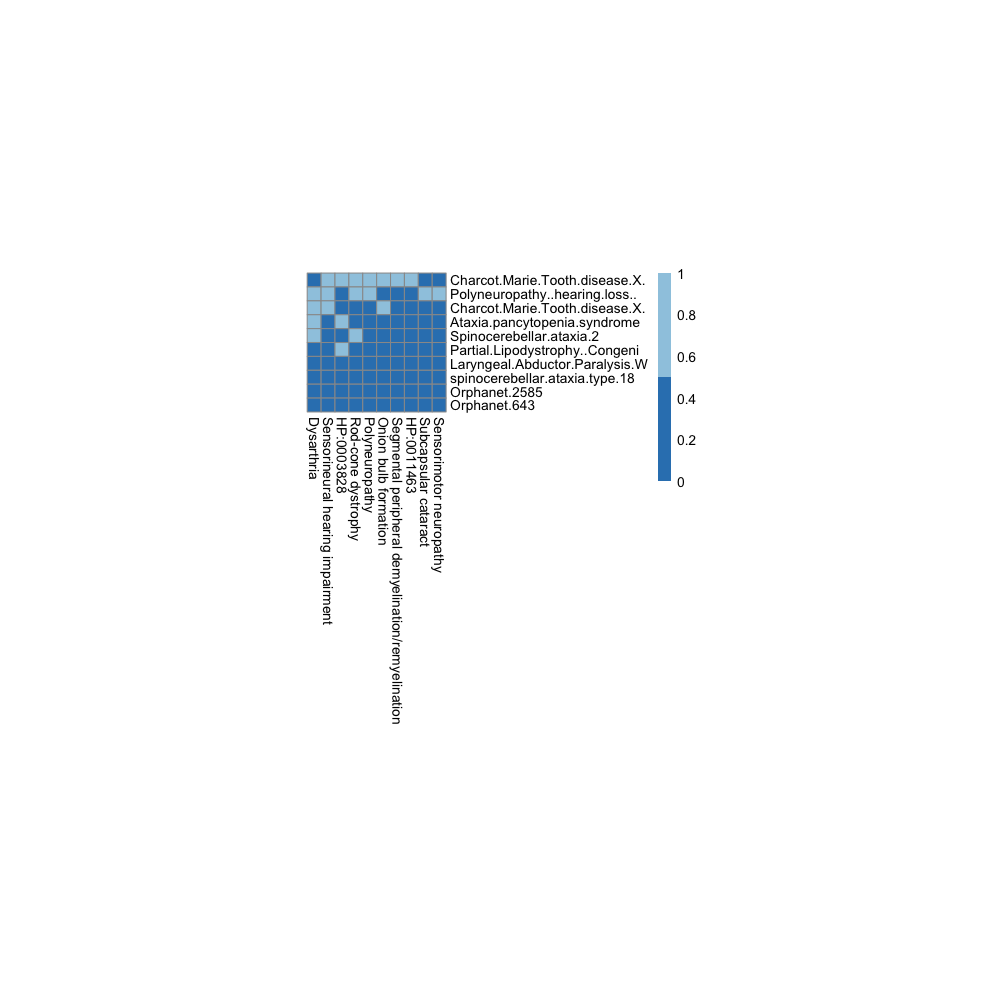 Charcot.Marie.Tooth.disease.X.
Polyneuropathy..hearing.loss..
Charcot.Marie.Tooth.disease.X.
Ataxia.pancytopenia.syndrome
Spinocerebellar.ataxia.2
Partial.Lipodystrophy..Congeni
Laryngeal.Abductor.Paralysis.W
spinocerebellar.ataxia.type.18
Orphanet.2585
Orphanet.643
1
0.8
0.6
0.4
0.2
0
Dysarthria
Sensorineural hearing impairment
HP:0003828
Rod-cone dystrophy
Polyneuropathy
Onion bulb formation
Segmental peripheral demyelination/remyelination
HP:0011463
Subcapsular cataract
Sensorimotor neuropathy